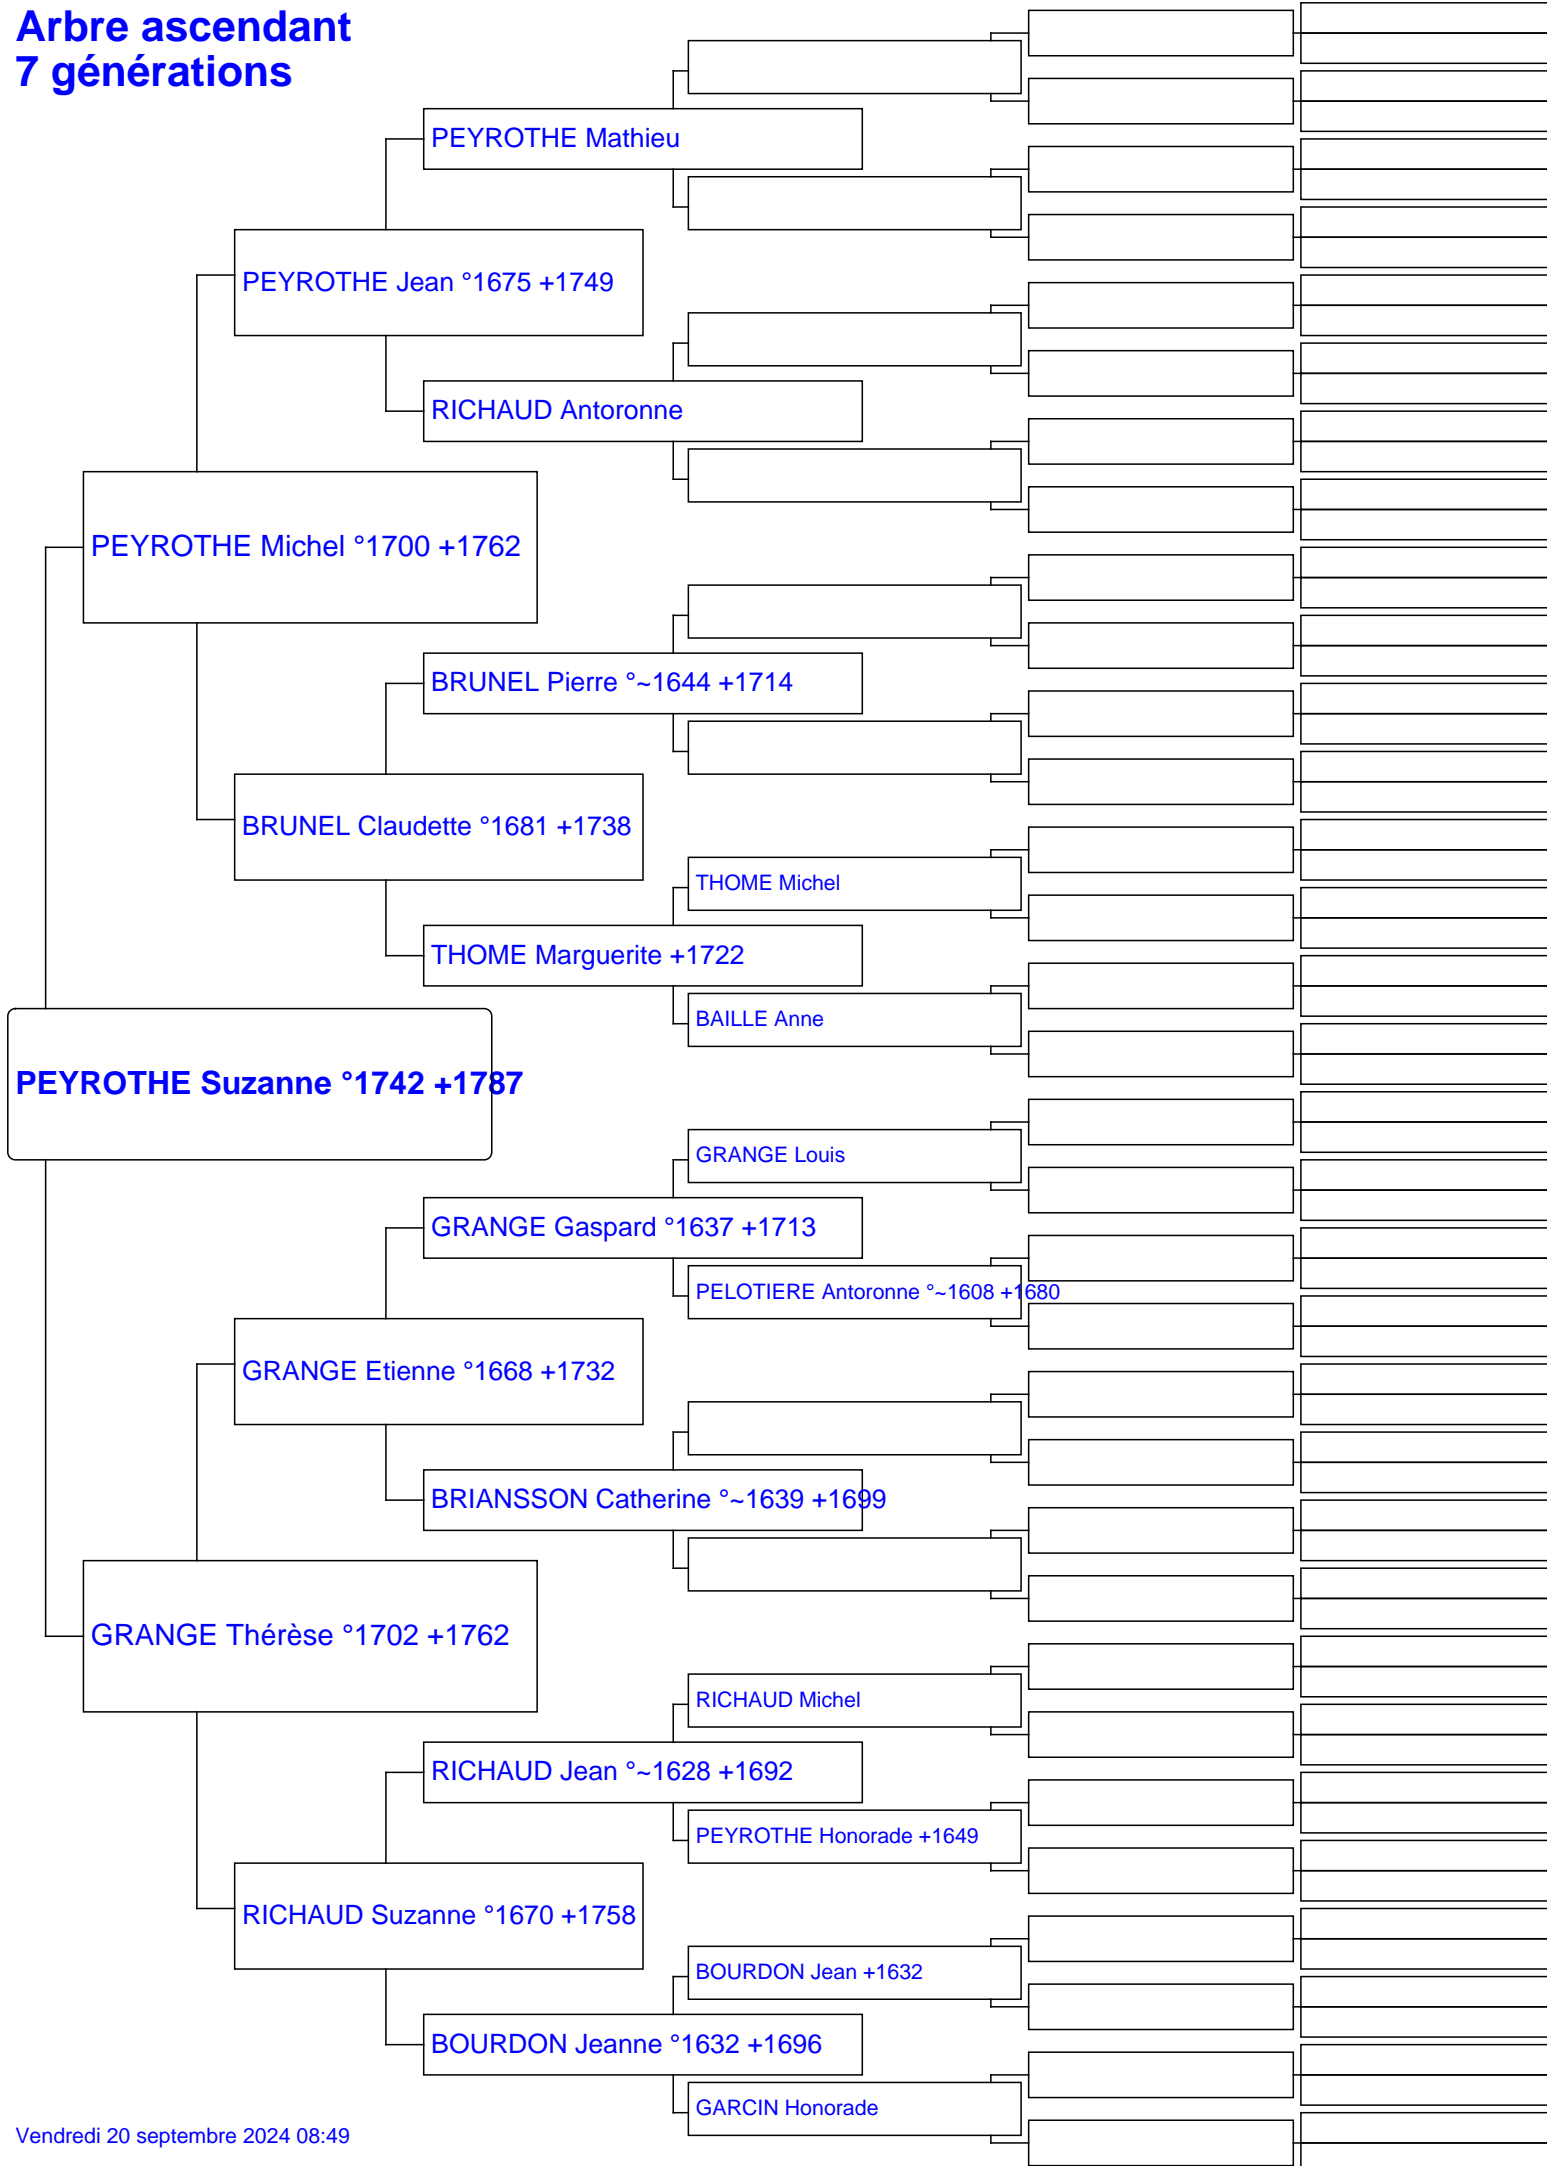 Arbre ascendant
7 générations
PEYROTHE Mathieu
PEYROTHE Jean °1675 +1749
RICHAUD Antoronne
PEYROTHE Michel °1700 +1762
BRUNEL Pierre °~1644 +1714
BRUNEL Claudette °1681 +1738
THOME Michel
THOME Marguerite +1722
BAILLE Anne
PEYROTHE Suzanne °1742 +1787
GRANGE Louis
GRANGE Gaspard °1637 +1713
PELOTIERE Antoronne °~1608 +1680
GRANGE Etienne °1668 +1732
BRIANSSON Catherine °~1639 +1699
GRANGE Thérèse °1702 +1762
RICHAUD Michel
RICHAUD Jean °~1628 +1692
PEYROTHE Honorade +1649
RICHAUD Suzanne °1670 +1758
BOURDON Jean +1632
BOURDON Jeanne °1632 +1696
GARCIN Honorade
Vendredi 20 septembre 2024 08:49